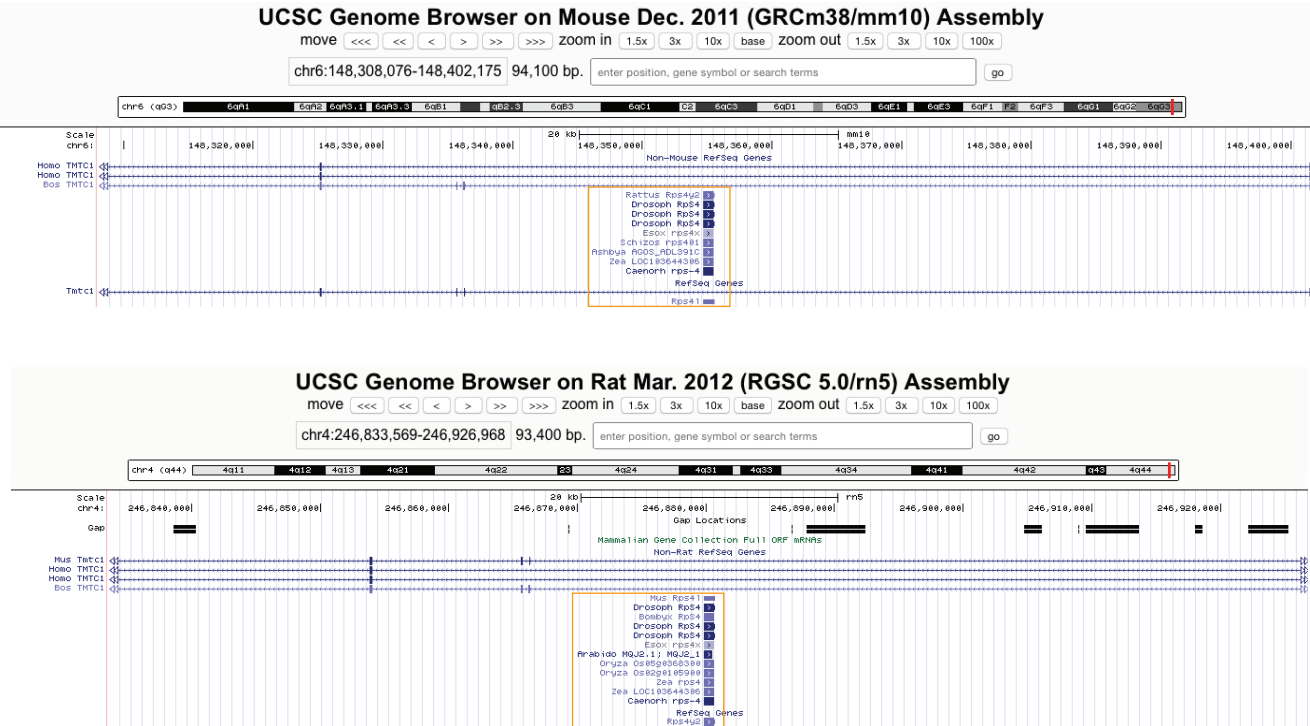 UCSC Genome Browser on Mouse Dec. 2011 (GRCm38/mm10) Assembly
move <<< << < > >> >>> zoom in 1.5x 3x 10x base zoom out 1.5x 3x 10x 100x
chr6:148,308,076-148,402,175 94,100 bp. enter position, gene symbol or search terms go
chr6 (qG3) 6qA1 6qA2 6qA3.1 6qA3.3 6qB1 qB2.3 6qB3 6qC1 C2 6qC3 6qD1 6qD3 6qE1 6qE3 6qF1 F2 6qF3 6qG1 6qG2 6qG3
Scale 20 kb mm10
chr6: 148,320,000 148,330,000 148,340,000 148,350,000 148,360,000 148,370,000 148,380,000 148,390,000 148,400,000
Non-Mouse RefSeq Genes
Homo TMTC1
Homo TMTC1
Bos TMTC1
Rattus Rps4y2
Drosoph RpS4
Drosoph RpS4
Drosoph RpS4
Esox rps4x
Schizos rps401
Ashbya AGOS_ADL391C
Zea LOC103644306
Caenorh rps-4
RefSeq Genes
Tmtc1
Rps4l
UCSC Genome Browser on Rat Mar. 2012 (RGSC 5.0/rn5) Assembly
move <<< << < > >> >>> zoom in 1.5x 3x 10x base zoom out 1.5x 3x 10x 100x
chr4:246,833,569-246,926,968 93,400 bp. enter position, gene symbol or search terms go
chr4 (q44) 4q11 4q12 4q13 4q21 4q22 23 4q24 4q31 4q33 4q34 4q41 4q42 q43 4q44
Scale 20 kb rn5
chr4: 246,840,000 246,850,000 246,860,000 246,870,000 246,880,000 246,890,000 246,900,000 246,910,000 246,920,000
Gap Locations
Gap
Mammalian Gene Collection Full ORF mRNAs
Non-Rat RefSeq Genes
Mus Tmtc1
Homo TMTC1
Homo TMTC1
Bos TMTC1
Mus Rps4l
Drosoph RpS4
Bombyx RpS4
Drosoph RpS4
Drosoph RpS4
Esox rps4x
Arabido MQJ2.1; MQJ2_1
Oryza Os05g0368300
Oryza Os02g0105900
Zea rps4
Zea LOC103644306
Caenorh rps-4
RefSeq Genes
Rps4y2